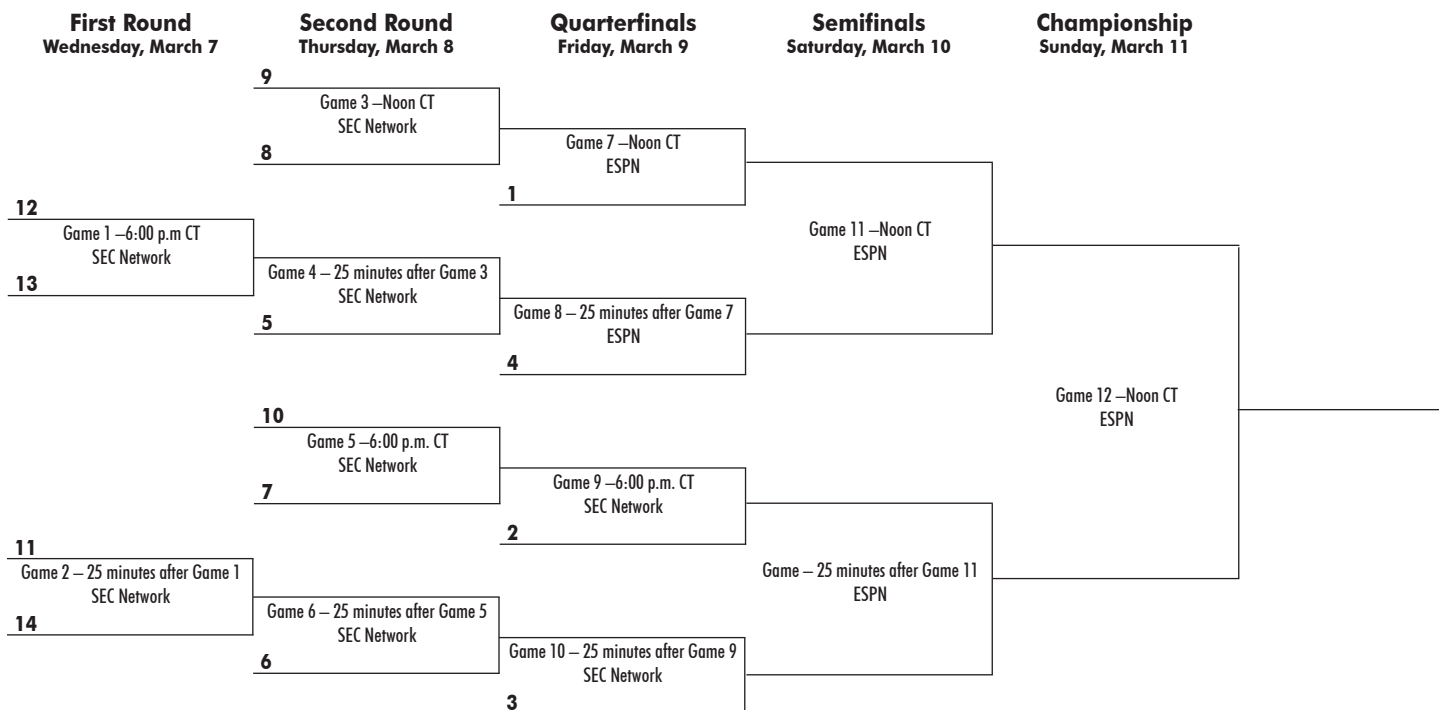 First Round
Wednesday, March 7
Second Round
Thursday, March 8
Quarterfinals
Friday, March 9
Semifinals
Saturday, March 10
Championship
Sunday, March 11
12
Game 1 –6:00 p.m CT
SEC Network
13
11
Game 2 – 25 minutes after Game 1
SEC Network
14
9
Game 3 –Noon CT
SEC Network
8
Game 4 – 25 minutes after Game 3
SEC Network
5
10
Game 5 –6:00 p.m. CT
SEC Network
7
Game 6 – 25 minutes after Game 5
SEC Network
6
Game 7 –Noon CT
ESPN
1
Game 8 – 25 minutes after Game 7
ESPN
4
Game 9 –6:00 p.m. CT
SEC Network
2
Game 10 – 25 minutes after Game 9
SEC Network
3
Game 11 –Noon CT
ESPN
Game – 25 minutes after Game 11
ESPN
Game 12 –Noon CT
ESPN